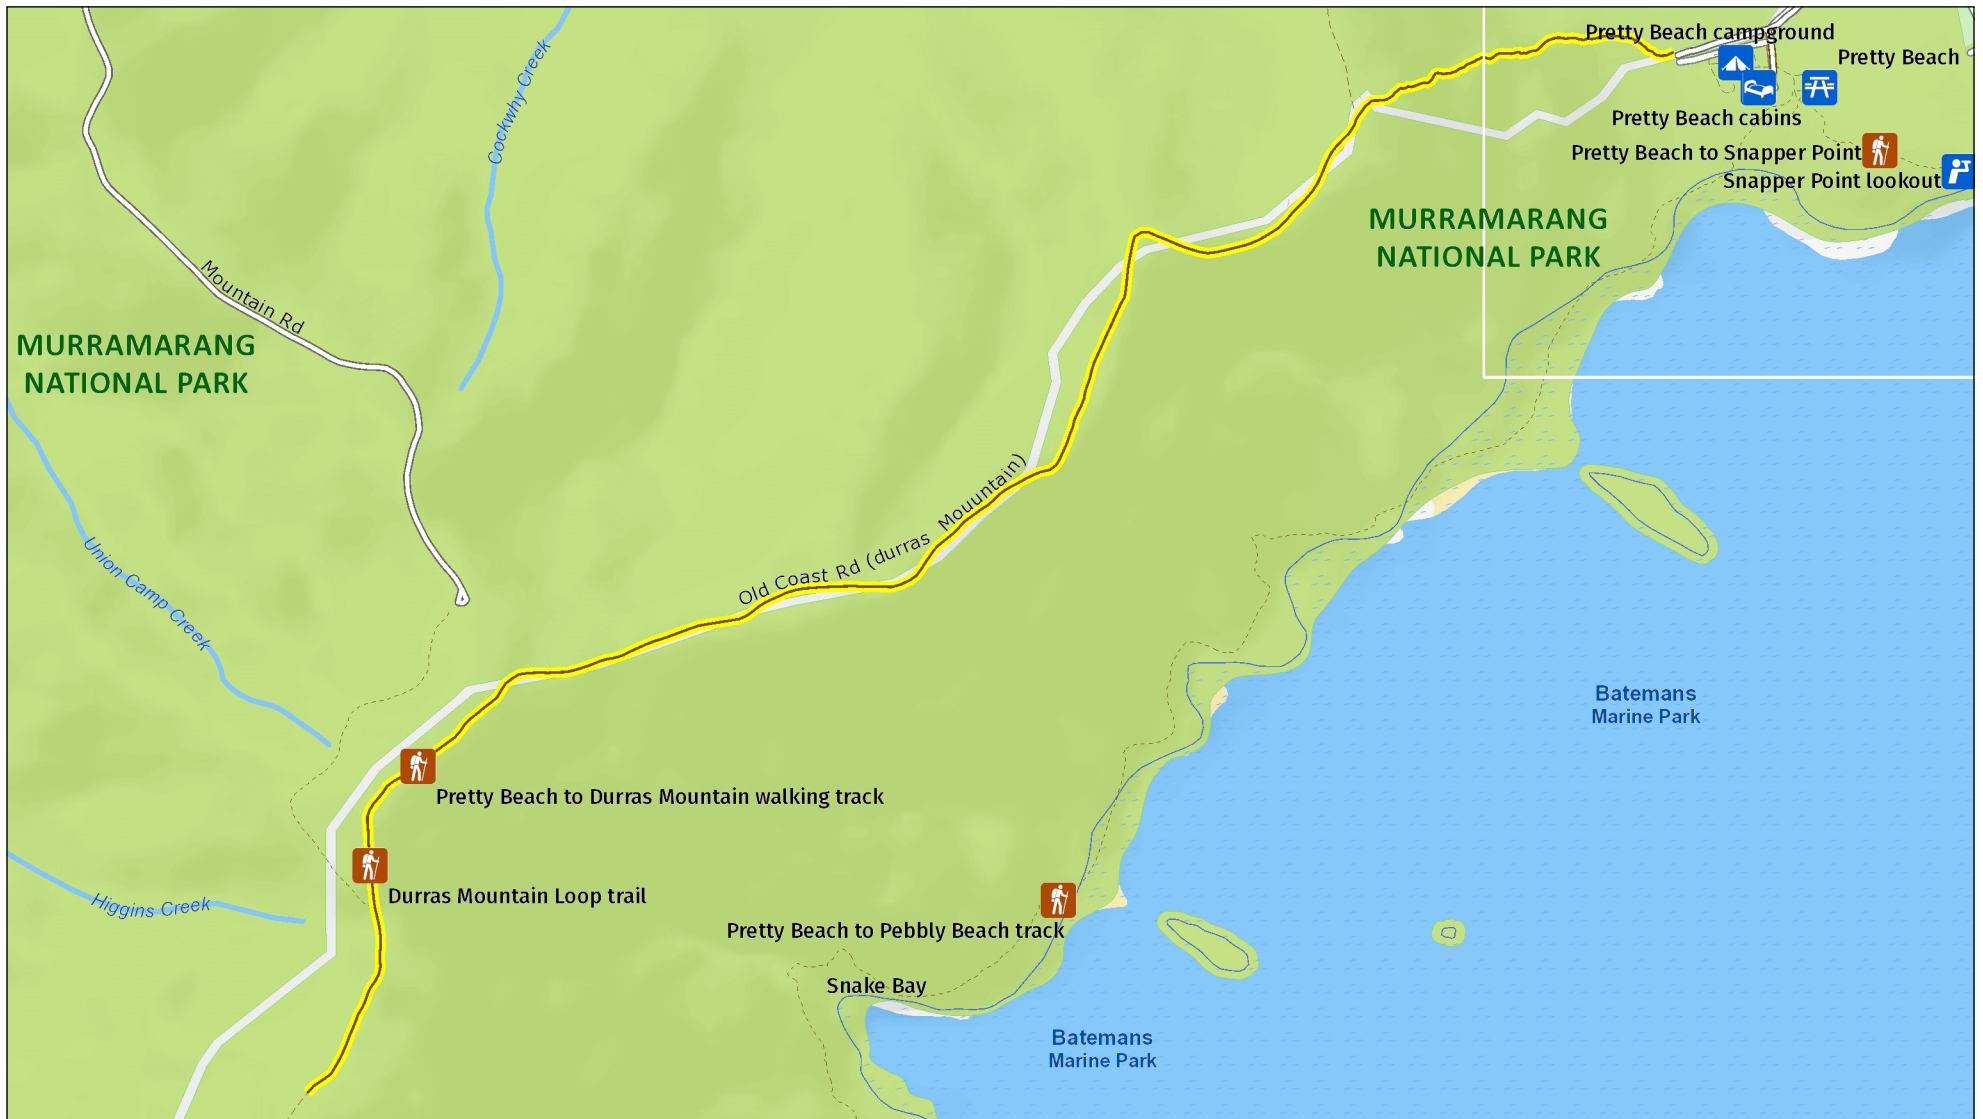 Pretty Beach campground
Cockwhy Creek
Pretty Beach
Pretty Beach cabins
Pretty Beach to Snapper Point
Snapper Point lookout
MURRAMARANG
NATIONAL PARK
Mountain Rd
MURRAMARANG
NATIONAL PARK
Old Coast Rd (durras Mouuntain)
Union Camp Creek
Batemans
Marine Park
Pretty Beach to Durras Mountain walking track
Durras Mountain Loop trail
Higgins Creek
Pretty Beach to Pebbly Beach track
Snake Bay
Batemans
Marine Park